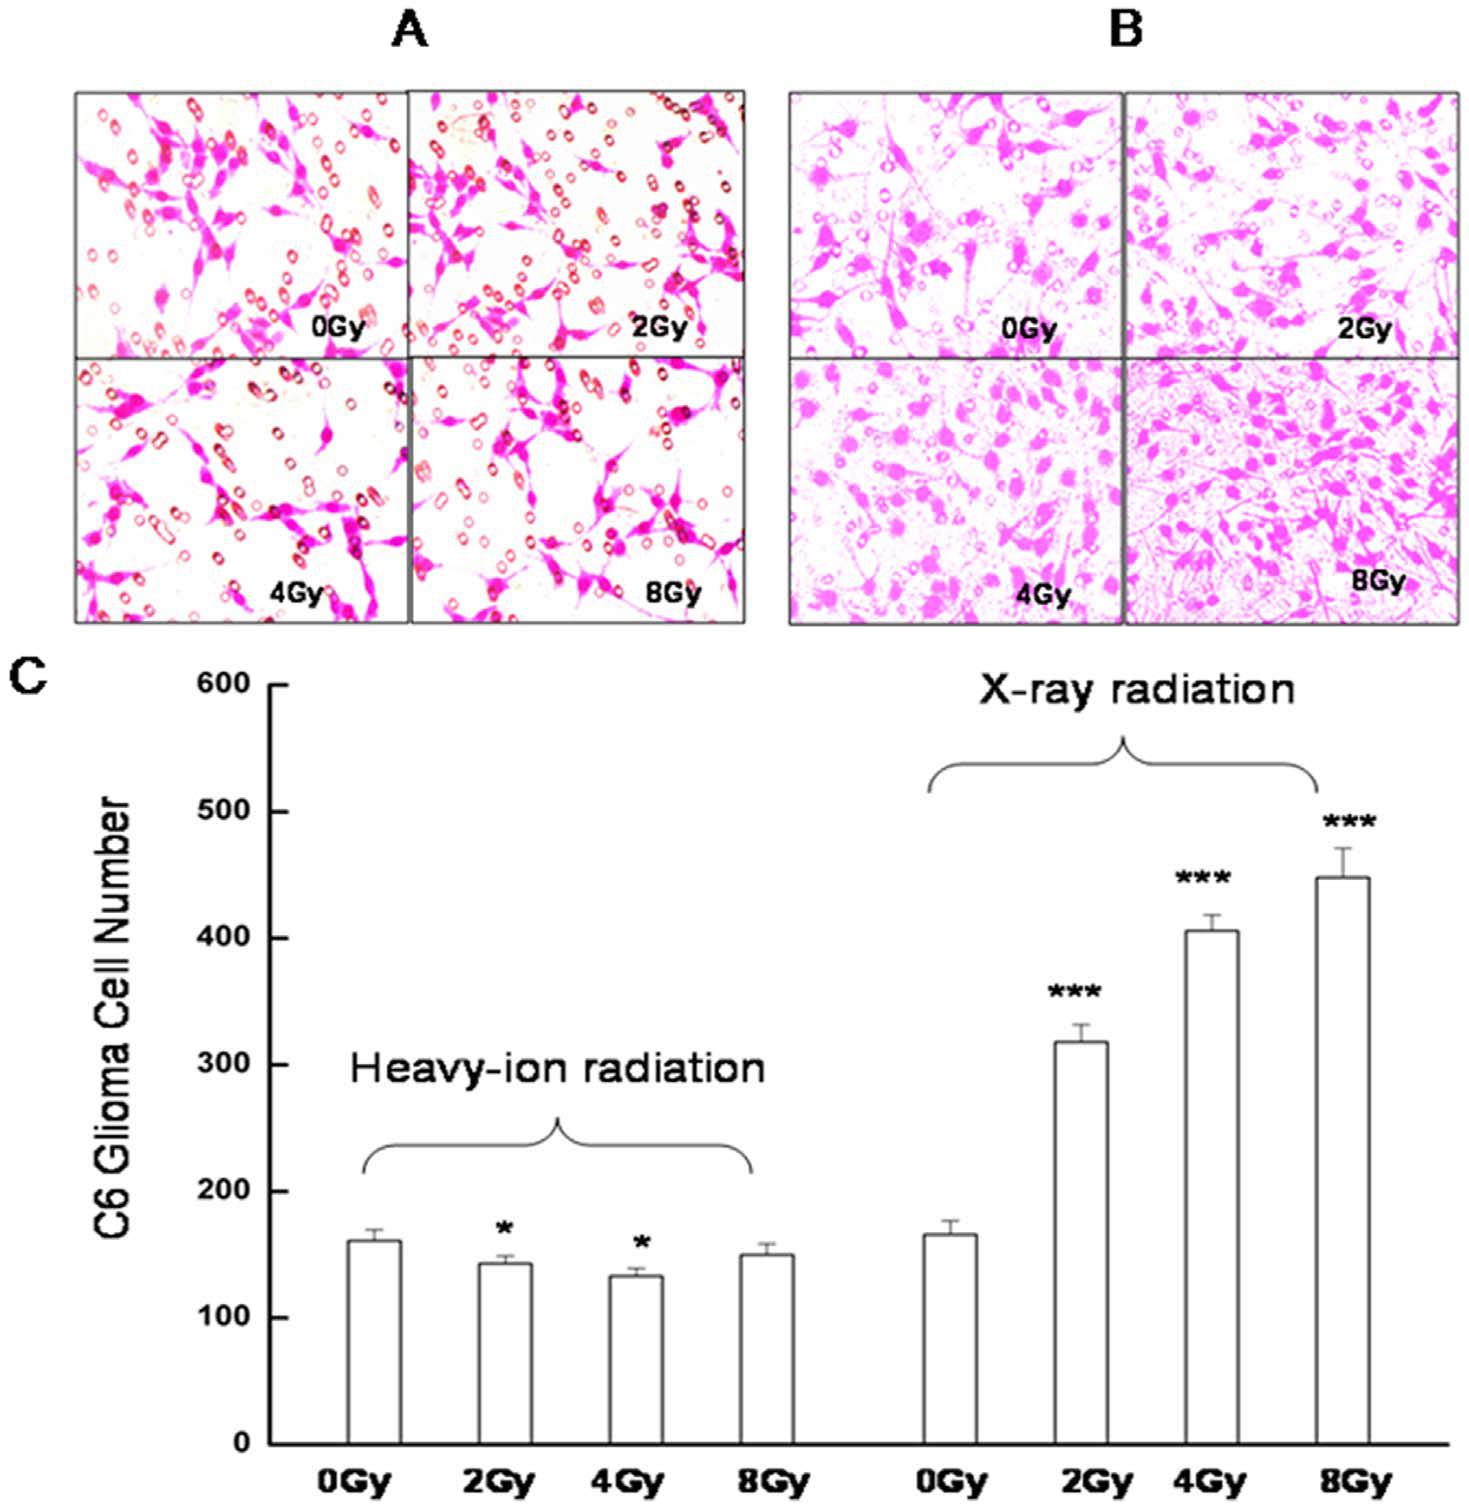 A
B
0Gy
2Gy
4Gy
8Gy
0Gy
2Gy
4Gy
8Gy
C
600
500
400
300
200
100
0
C6 Glioma Cell Number
Heavy-ion radiation
X-ray radiation
*
*
***
***
***
0Gy 2Gy 4Gy 8Gy 0Gy 2Gy 4Gy 8Gy